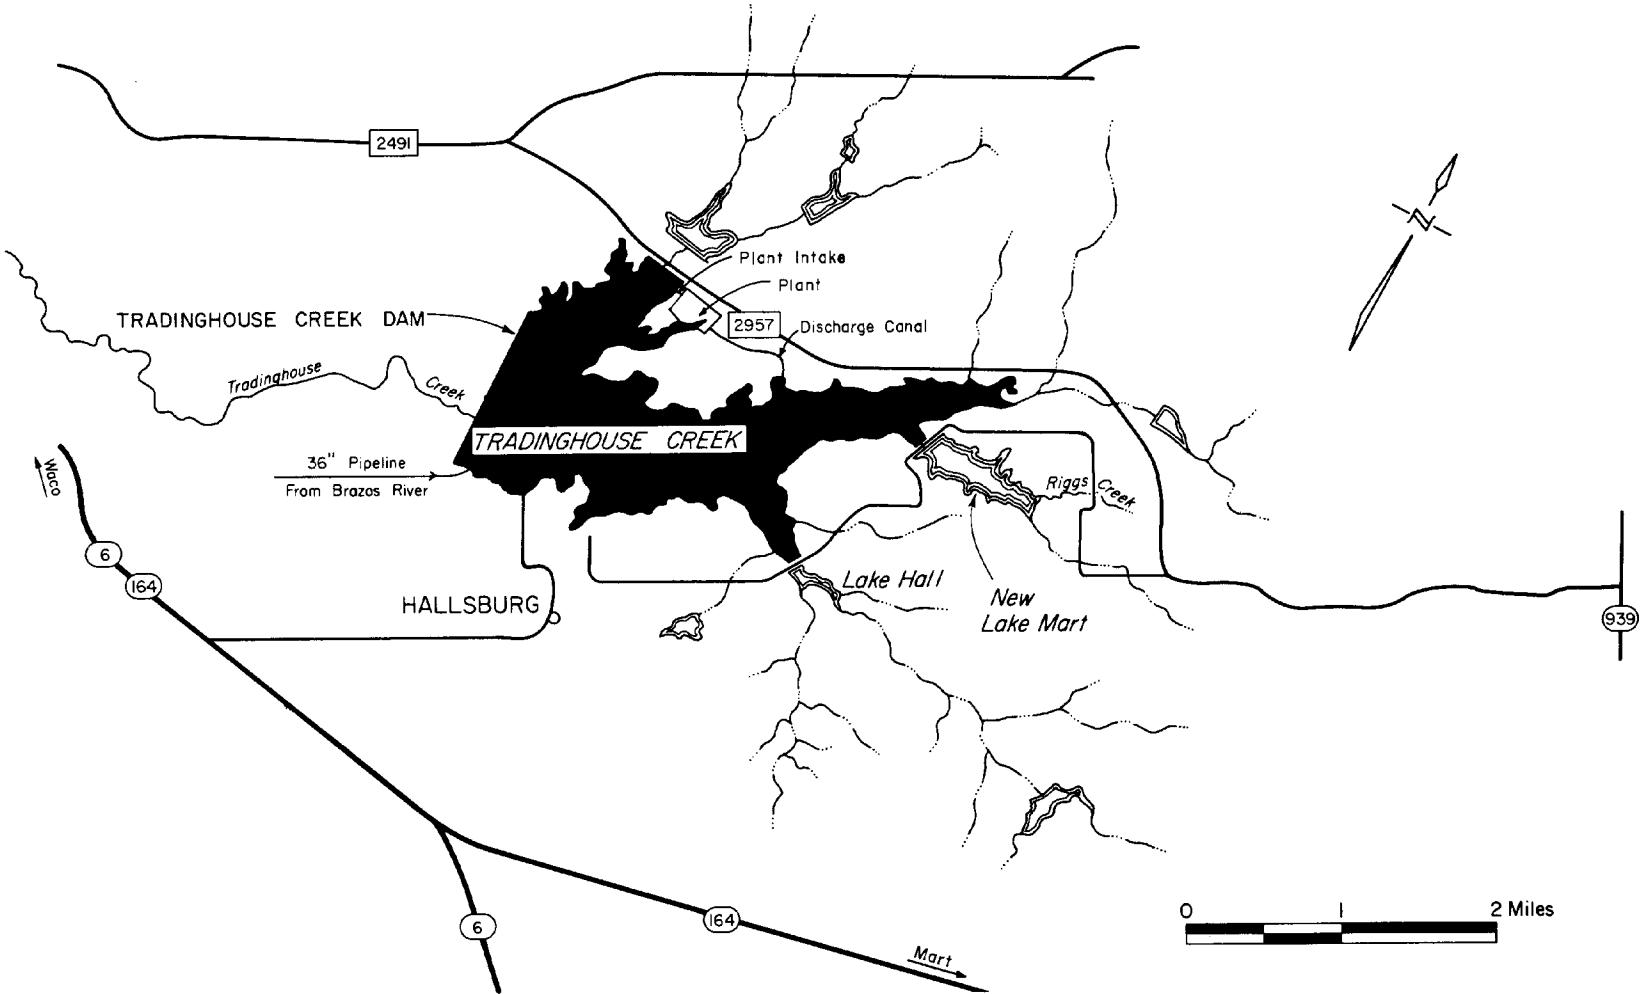 2491
N
Plant Intake
Plant
TRADINGHOUSE CREEK DAM
2957
Discharge Canal
Tradinghouse Creek
TRADINGHOUSE CREEK
36" Pipeline
From Brazos River
Waco
Riggs Creek
6
164
Lake Hall
HALLSBURG
New
Lake Mart
939
0 1 2 Miles
164
6
Mart